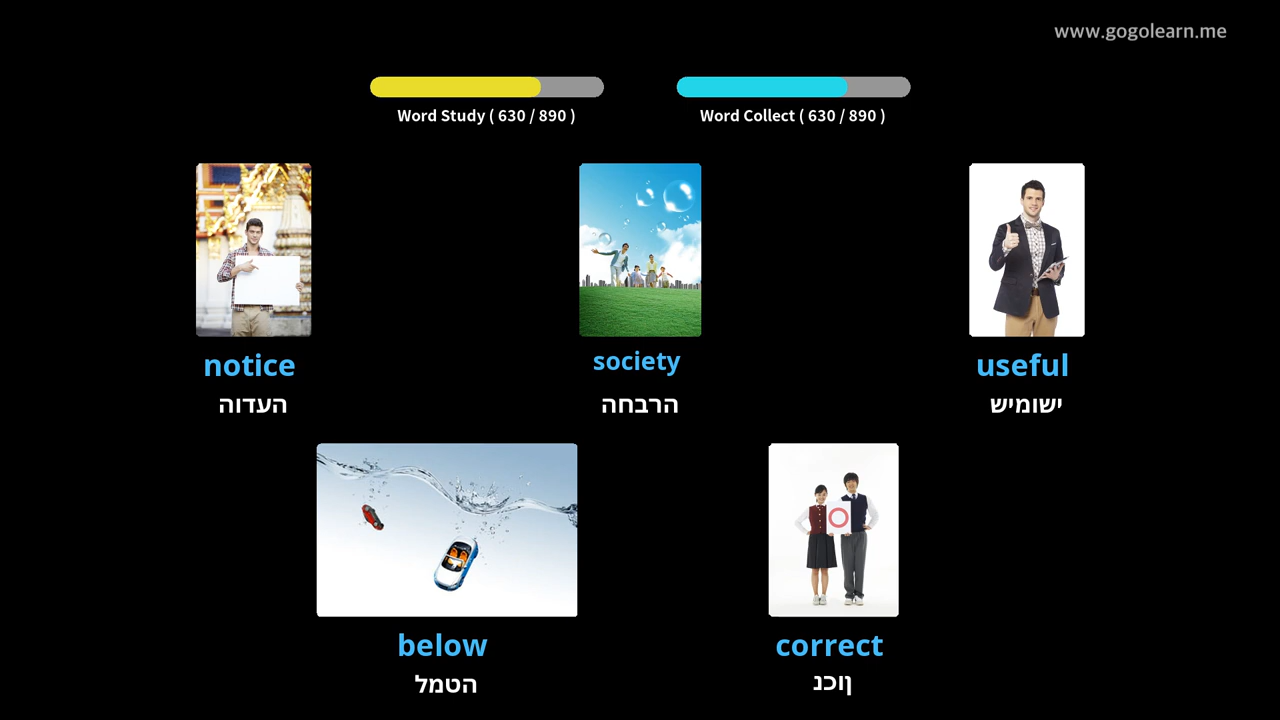 www.gogolearn.me
Word Study ( 630 / 890 )
Word Collect ( 630 / 890 )
notice
העדוה
society
הרבחה
useful
ישומיש
below
הטמל
correct
ןוכנ